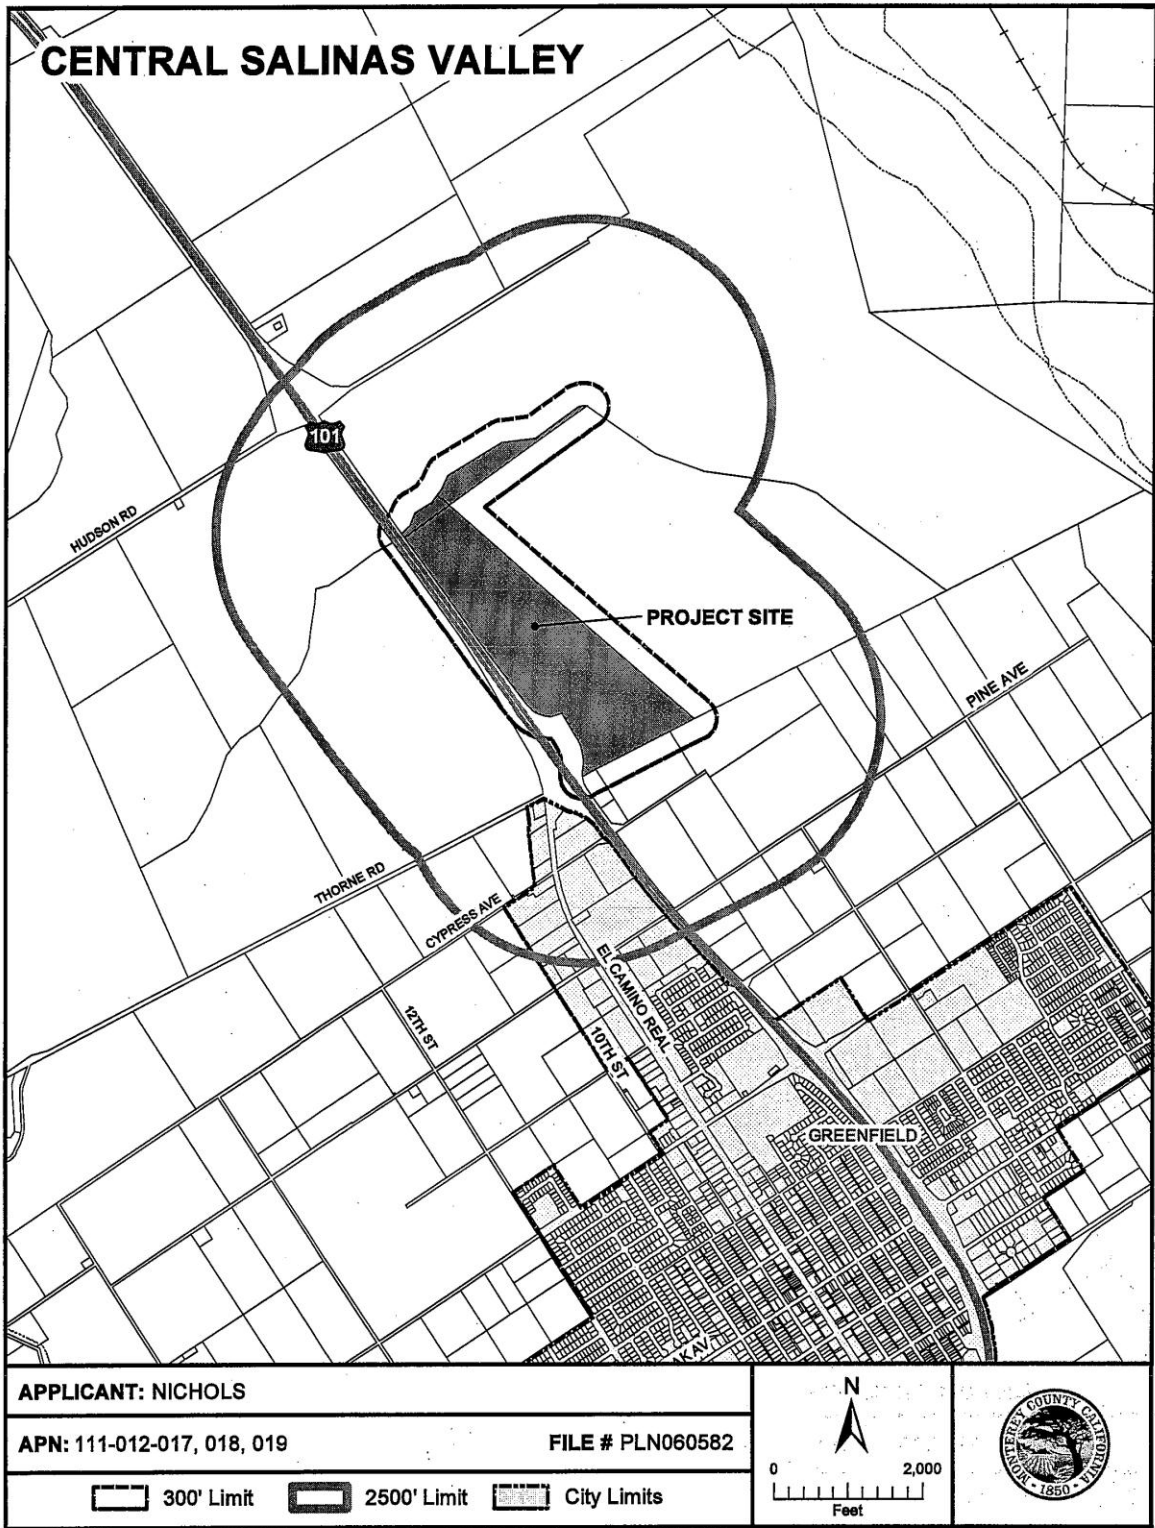 CENTRAL SALINAS VALLEY
101
HUDSON RD
PROJECT SITE
PINE AVE
THORNE RD
CYPRESS AVE
EL CAMINO REAL
12TH ST
10TH ST
GREENFIELD
AK AV
APPLICANT: NICHOLS
APN: 111-012-017, 018, 019
FILE # PLN060582
300' Limit
2500' Limit
City Limits
N
0
2,000
Feet
MONTEREY COUNTY CALIFORNIA
1850